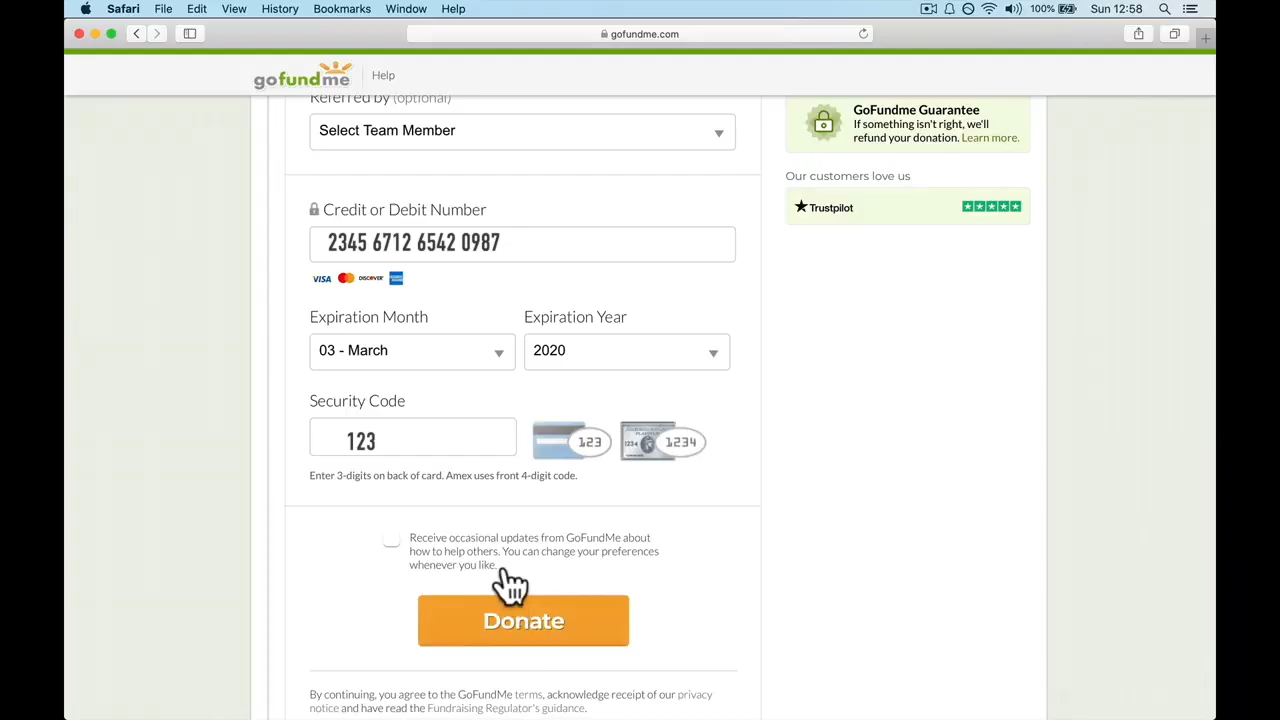 Safari File Edit View History Bookmarks Window Help 100% Sun 12:58
gofundme.com
gofundme Help
Referred by (optional)
Select Team Member
Credit or Debit Number
2345 6712 6542 0987
VISA DISCOVER
Expiration Month Expiration Year
03 - March 2020
Security Code
123 123 1234
Enter 3-digits on back of card. Amex uses front 4-digit code.
Receive occasional updates from GoFundMe about
how to help others. You can change your preferences
whenever you like.
Donate
By continuing, you agree to the GoFundMe terms, acknowledge receipt of our privacy
notice and have read the Fundraising Regulator's guidance.
GoFundme Guarantee
If something isn't right, we'll
refund your donation. Learn more.
Our customers love us
Trustpilot